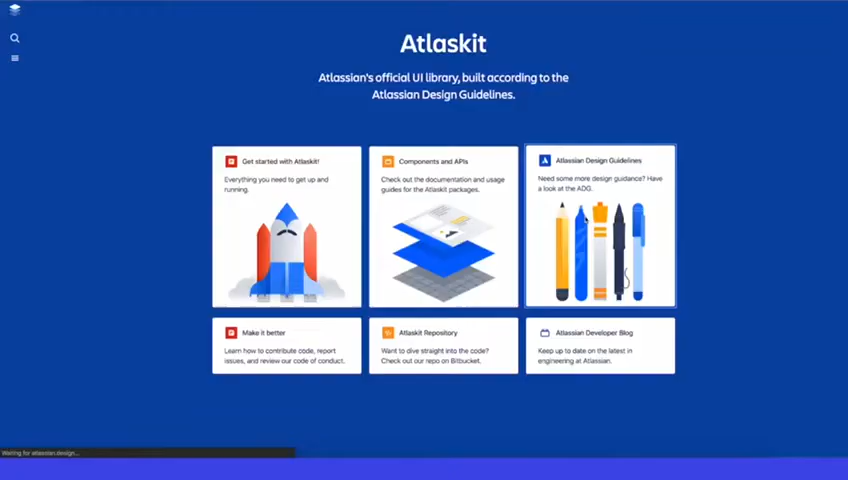 Atlaskit
Atlassian's official UI library, built according to the
Atlassian Design Guidelines.
Get started with Atlaskit!
Everything you need to get up and
running.
Components and APIs
Check out the documentation and usage
guides for the Atlaskit packages.
Atlassian Design Guidelines
Need some more design guidance? Have
a look at the ADG.
Make it better
Learn how to contribute code, report
issues, and review our code of conduct.
Atlaskit Repository
Want to dive straight into the code?
Check out our repo on Bitbucket.
Atlassian Developer Blog
Keep up to date on the latest in
engineering at Atlassian.
Waiting for atlassian.design...